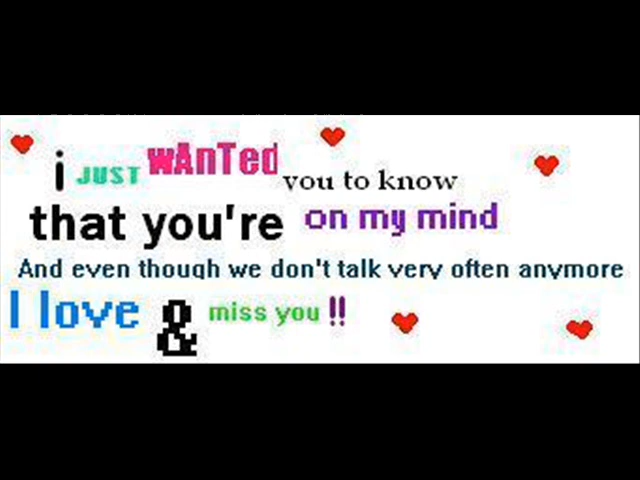 i JUST wAnTed you to know
that you're on my mind
And even though we don't talk very often anymore
I love & miss you !!